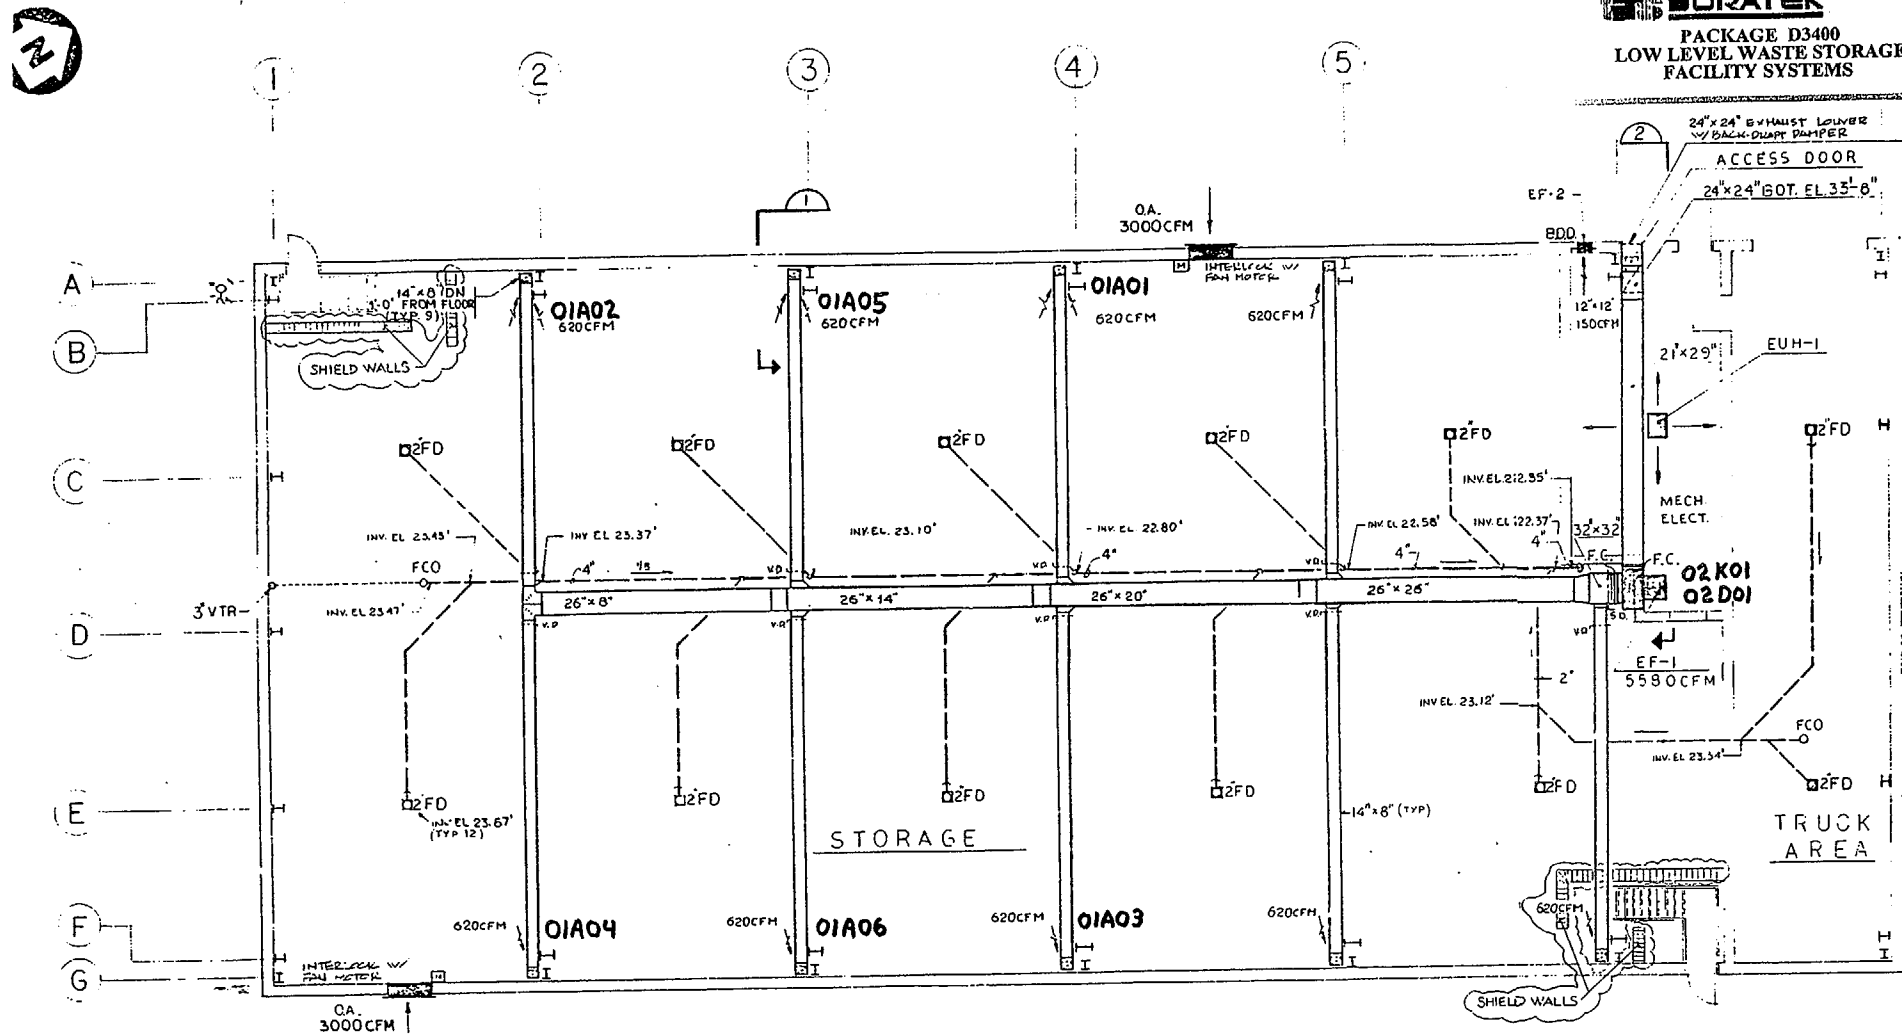 DURATEK
PACKAGE D3400
LOW LEVEL WASTE STORAGE
FACILITY SYSTEMS
N
1
2
3
4
5
24"x24" EXHAUST LOUVER
W/ BACK-DRAFT DAMPER
2
ACCESS DOOR
24"x24" BOT. EL. 33'-8"
1
EF-2
O.A.
3000CFM
B.D.D.
A
M
INTERLOCK W/
FAN MOTOR
14"x8" DN
1'-0" FROM FLOOR
(TYP. 9)
01A02
620CFM
01A05
620CFM
01A01
620CFM
620CFM
12"x12"
150CFM
B
SHIELD WALLS
21"x29"
EUH-1
2"FD
2"FD
2"FD
2"FD
2"FD
2"FD
C
INV.EL.212.95'
MECH.
ELECT.
INV. EL 23.45'
INV EL 23.37'
INV.EL. 23.10'
INV. EL. 22.80'
INV. EL 22.58'
INV. EL 122.37'
32"x32"
4"
F.C.
F.C.
FCO
4"
1/8
V.D.
V.D.
4"
V.D.
4"
02K01
02D01
3" VTR
INV. EL 23.47'
26"x8"
26"x14"
26"x20"
26"x26"
D
V.D.
V.D.
V.D.
V.D.
V.D.
S.D.
EF-1
5580CFM
2"
INV EL. 23.12'
FCO
INV. EL 23.54'
E
2"FD
2"FD
2"FD
2"FD
2"FD
2"FD
INV. EL 23.67'
(TYP 12)
14"x8" (TYP)
STORAGE
TRUCK
AREA
F
620CFM
01A04
620CFM
01A06
620CFM
01A03
620CFM
620CFM
G
INTERLOCK W/
FAN MOTOR
M
SHIELD WALLS
O.A.
3000CFM